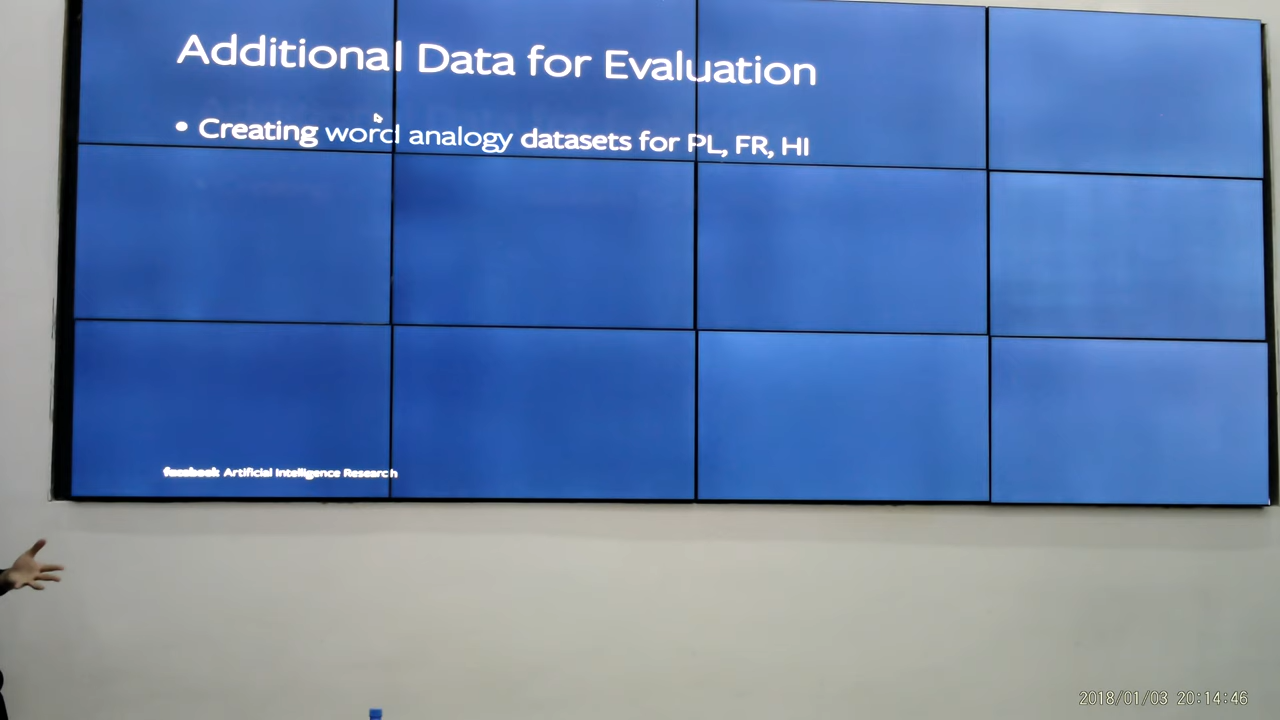 Additional Data for Evaluation
• Creating word analogy datasets for PL, FR, HI
facebook Artificial Intelligence Research
2018/01/03 20:14:46